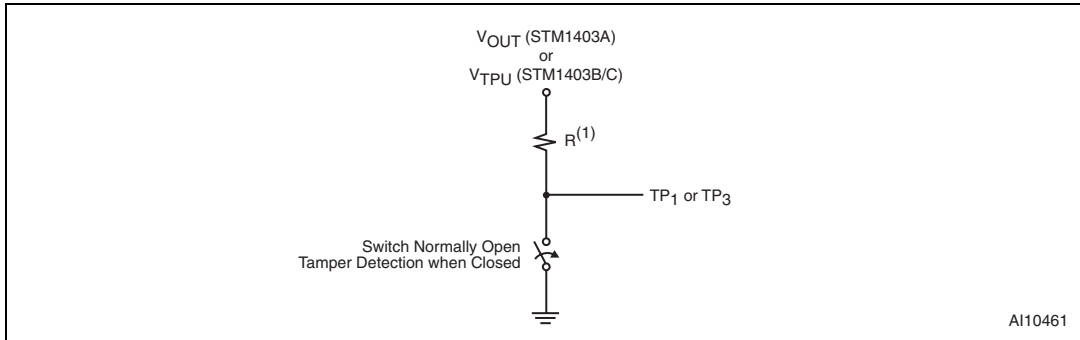 VOUT (STM1403A)
or
VTPU (STM1403B/C)
R(1)
TP1 or TP3
Switch Normally Open
Tamper Detection when Closed
AI10461